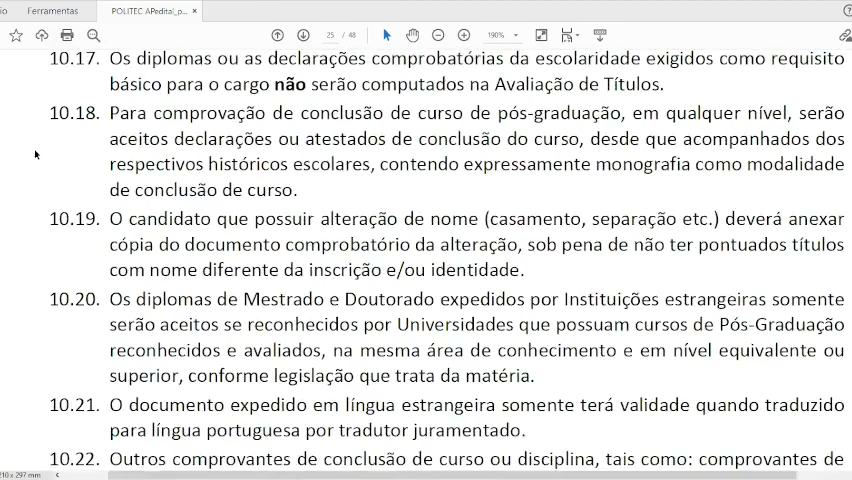 Ferramentas
POLITEC APedital_p... ×
25 / 48
190%
10.17. Os diplomas ou as declarações comprobatórias da escolaridade exigidos como requisito
básico para o cargo não serão computados na Avaliação de Títulos.
10.18. Para comprovação de conclusão de curso de pós-graduação, em qualquer nível, serão
aceitos declarações ou atestados de conclusão do curso, desde que acompanhados dos
respectivos históricos escolares, contendo expressamente monografia como modalidade
de conclusão de curso.
10.19. O candidato que possuir alteração de nome (casamento, separação etc.) deverá anexar
cópia do documento comprobatório da alteração, sob pena de não ter pontuados títulos
com nome diferente da inscrição e/ou identidade.
10.20. Os diplomas de Mestrado e Doutorado expedidos por Instituições estrangeiras somente
serão aceitos se reconhecidos por Universidades que possuam cursos de Pós-Graduação
reconhecidos e avaliados, na mesma área de conhecimento e em nível equivalente ou
superior, conforme legislação que trata da matéria.
10.21. O documento expedido em língua estrangeira somente terá validade quando traduzido
para língua portuguesa por tradutor juramentado.
10.22. Outros comprovantes de conclusão de curso ou disciplina, tais como: comprovantes de
210 x 297 mm